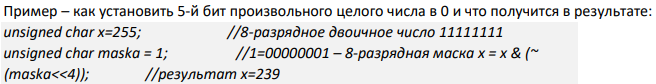 Пример – как установить 5-й бит произвольного целого числа в 0 и что получится в результате:
unsigned char x=255; //8-разрядное двоичное число 11111111
unsigned char maska = 1; //1=00000001 – 8-разрядная маска x = x & (~
(maska<<4)); //результат x=239